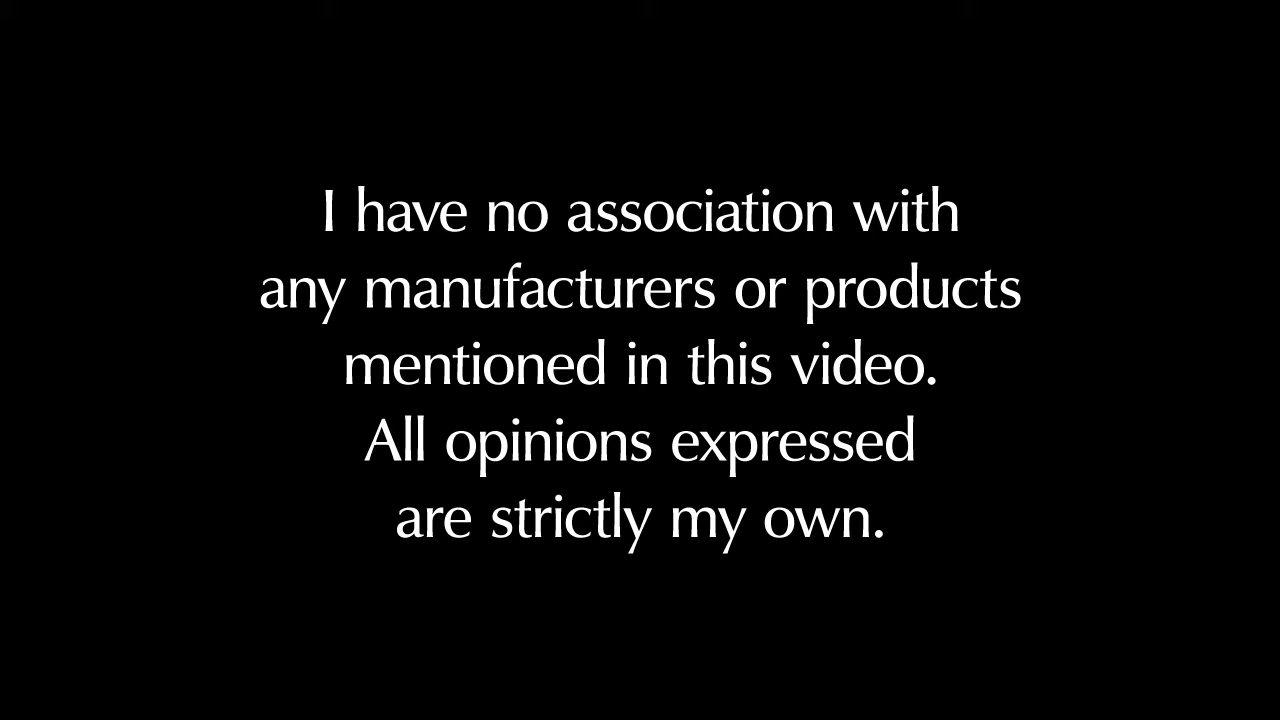 I have no association with
any manufacturers or products
mentioned in this video.
All opinions expressed
are strictly my own.